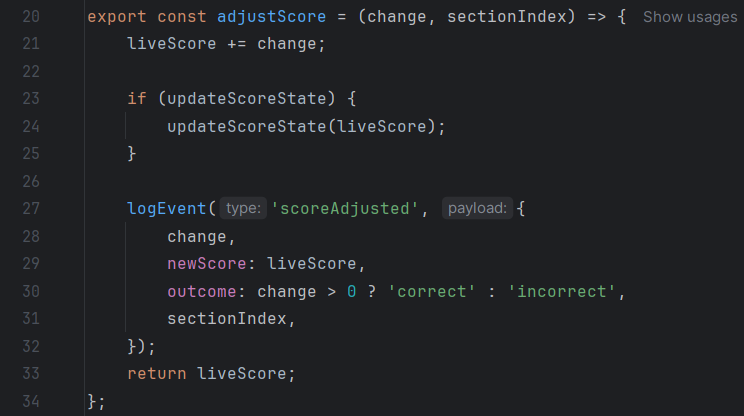 20 export const adjustScore = (change, sectionIndex) => { Show usages
21     liveScore += change;
22
23     if (updateScoreState) {
24         updateScoreState(liveScore);
25     }
26
27     logEvent( type: 'scoreAdjusted', payload: {
28         change,
29         newScore: liveScore,
30         outcome: change > 0 ? 'correct' : 'incorrect',
31         sectionIndex,
32     });
33     return liveScore;
34 };